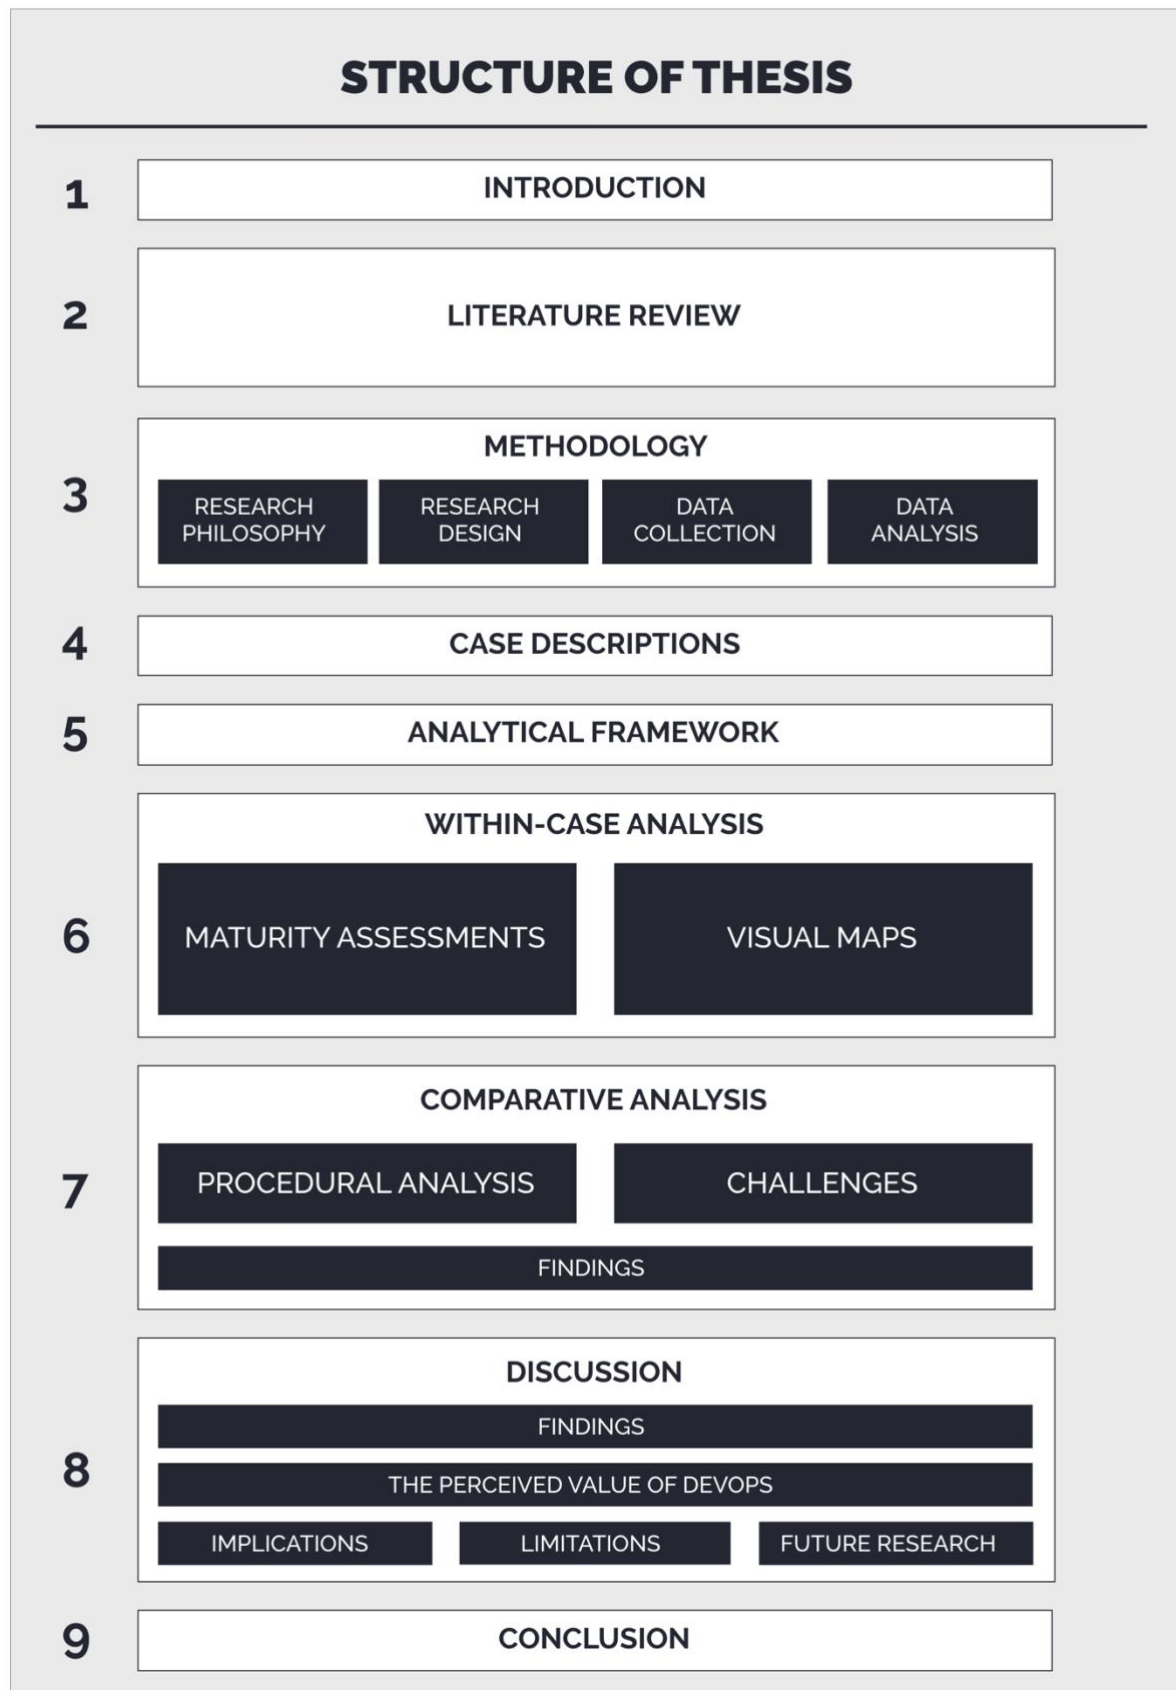 STRUCTURE OF THESIS
1
INTRODUCTION
2
LITERATURE REVIEW
3
METHODOLOGY
RESEARCH
PHILOSOPHY
RESEARCH
DESIGN
DATA
COLLECTION
DATA
ANALYSIS
4
CASE DESCRIPTIONS
5
ANALYTICAL FRAMEWORK
6
WITHIN-CASE ANALYSIS
MATURITY ASSESSMENTS
VISUAL MAPS
7
COMPARATIVE ANALYSIS
PROCEDURAL ANALYSIS
CHALLENGES
FINDINGS
8
DISCUSSION
FINDINGS
THE PERCEIVED VALUE OF DEVOPS
IMPLICATIONS
LIMITATIONS
FUTURE RESEARCH
9
CONCLUSION